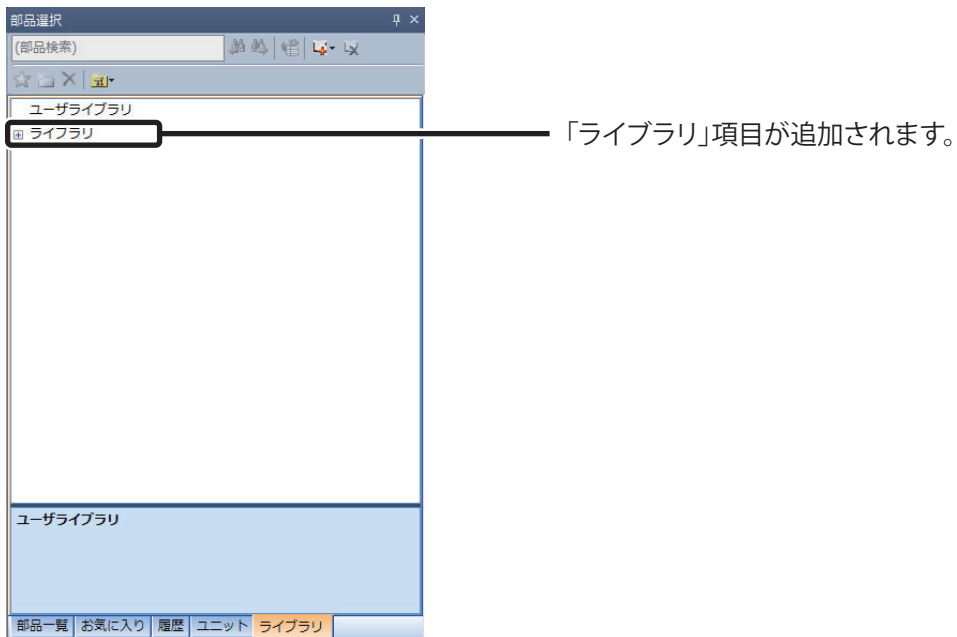 部品選択
(部品検索)
ユーザライブラリ
ライブラリ
「ライブラリ」項目が追加されます。
ユーザライブラリ
部品一覧 お気に入り 履歴 ユニット ライブラリ